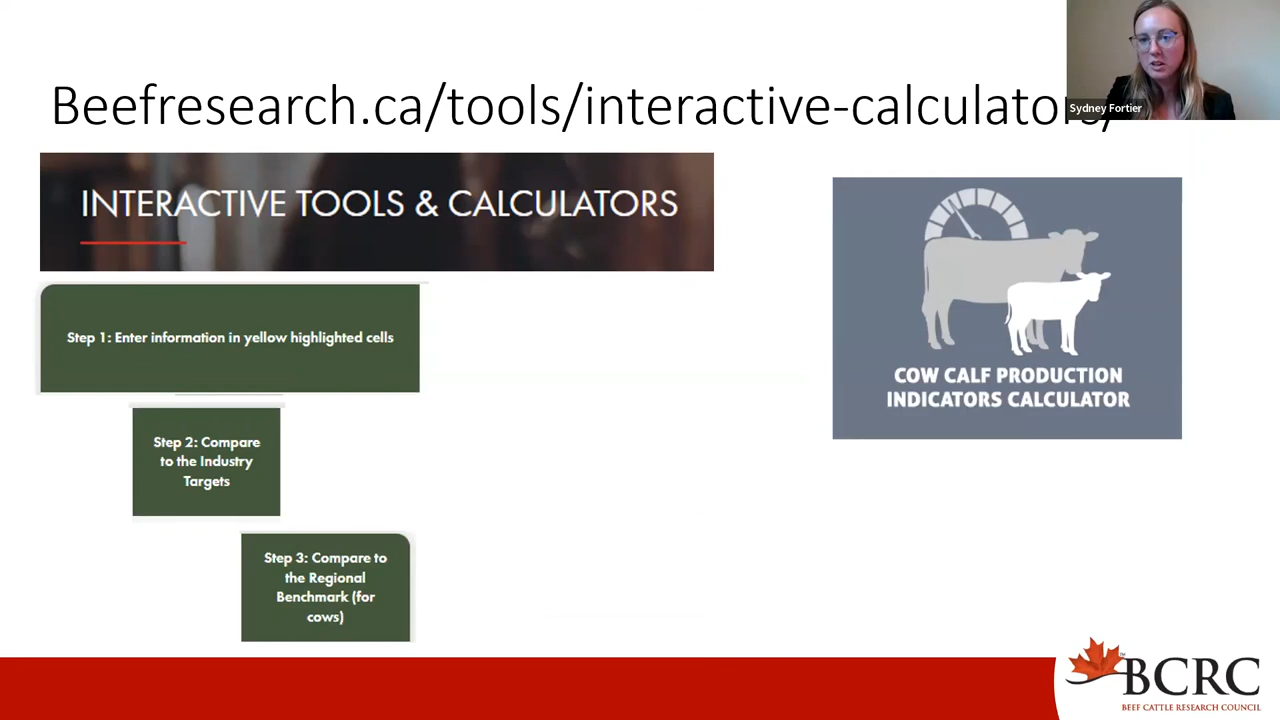 Beefresearch.ca/tools/interactive-calculators/
Sydney Fortier
INTERACTIVE TOOLS & CALCULATORS
Step 1: Enter information in yellow highlighted cells
Step 2: Compare
to the Industry
Targets
Step 3: Compare to
the Regional
Benchmark (for
cows)
COW CALF PRODUCTION
INDICATORS CALCULATOR
BCRC
BEEF CATTLE RESEARCH COUNCIL